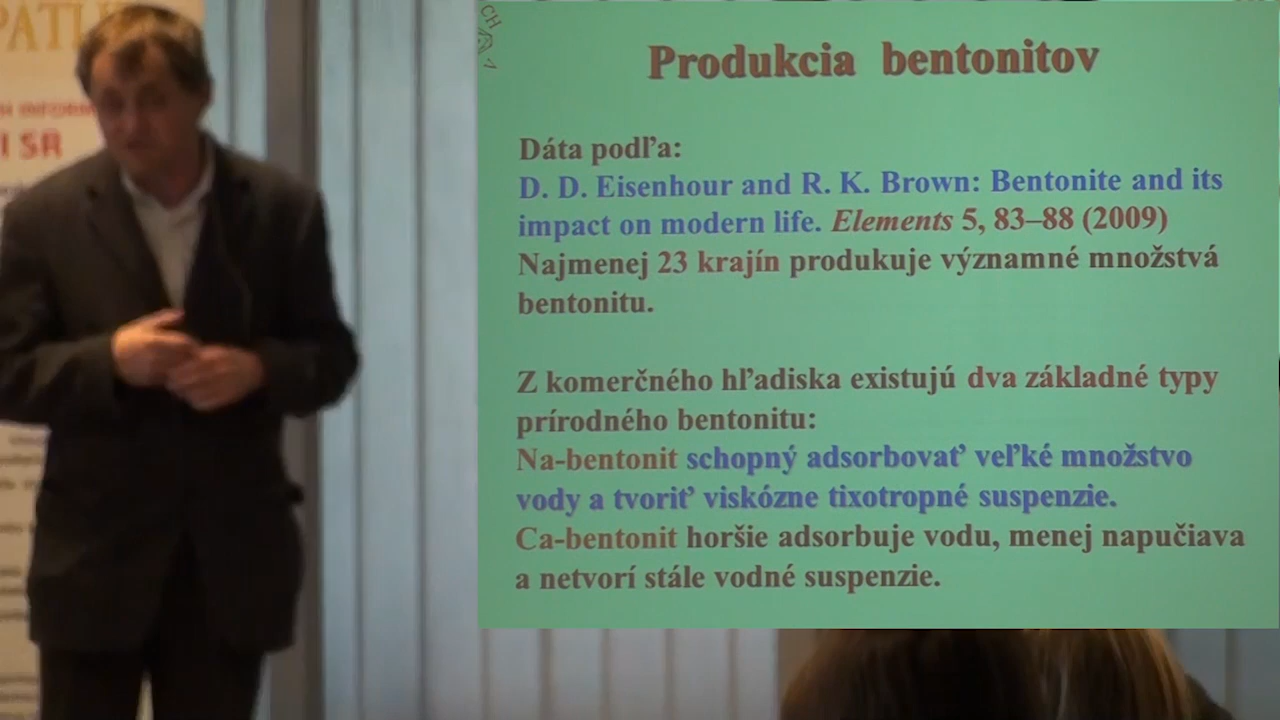 PATI
I SR
CH
Produkcia bentonitov
Dáta podľa:
D. D. Eisenhour and R. K. Brown: Bentonite and its
impact on modern life. Elements 5, 83–88 (2009)
Najmenej 23 krajín produkuje významné množstvá
bentonitu.
Z komerčného hľadiska existujú dva základné typy
prírodného bentonitu:
Na-bentonit schopný adsorbovať veľké množstvo
vody a tvoriť viskózne tixotropné suspenzie.
Ca-bentonit horšie adsorbuje vodu, menej napučiava
a netvorí stále vodné suspenzie.